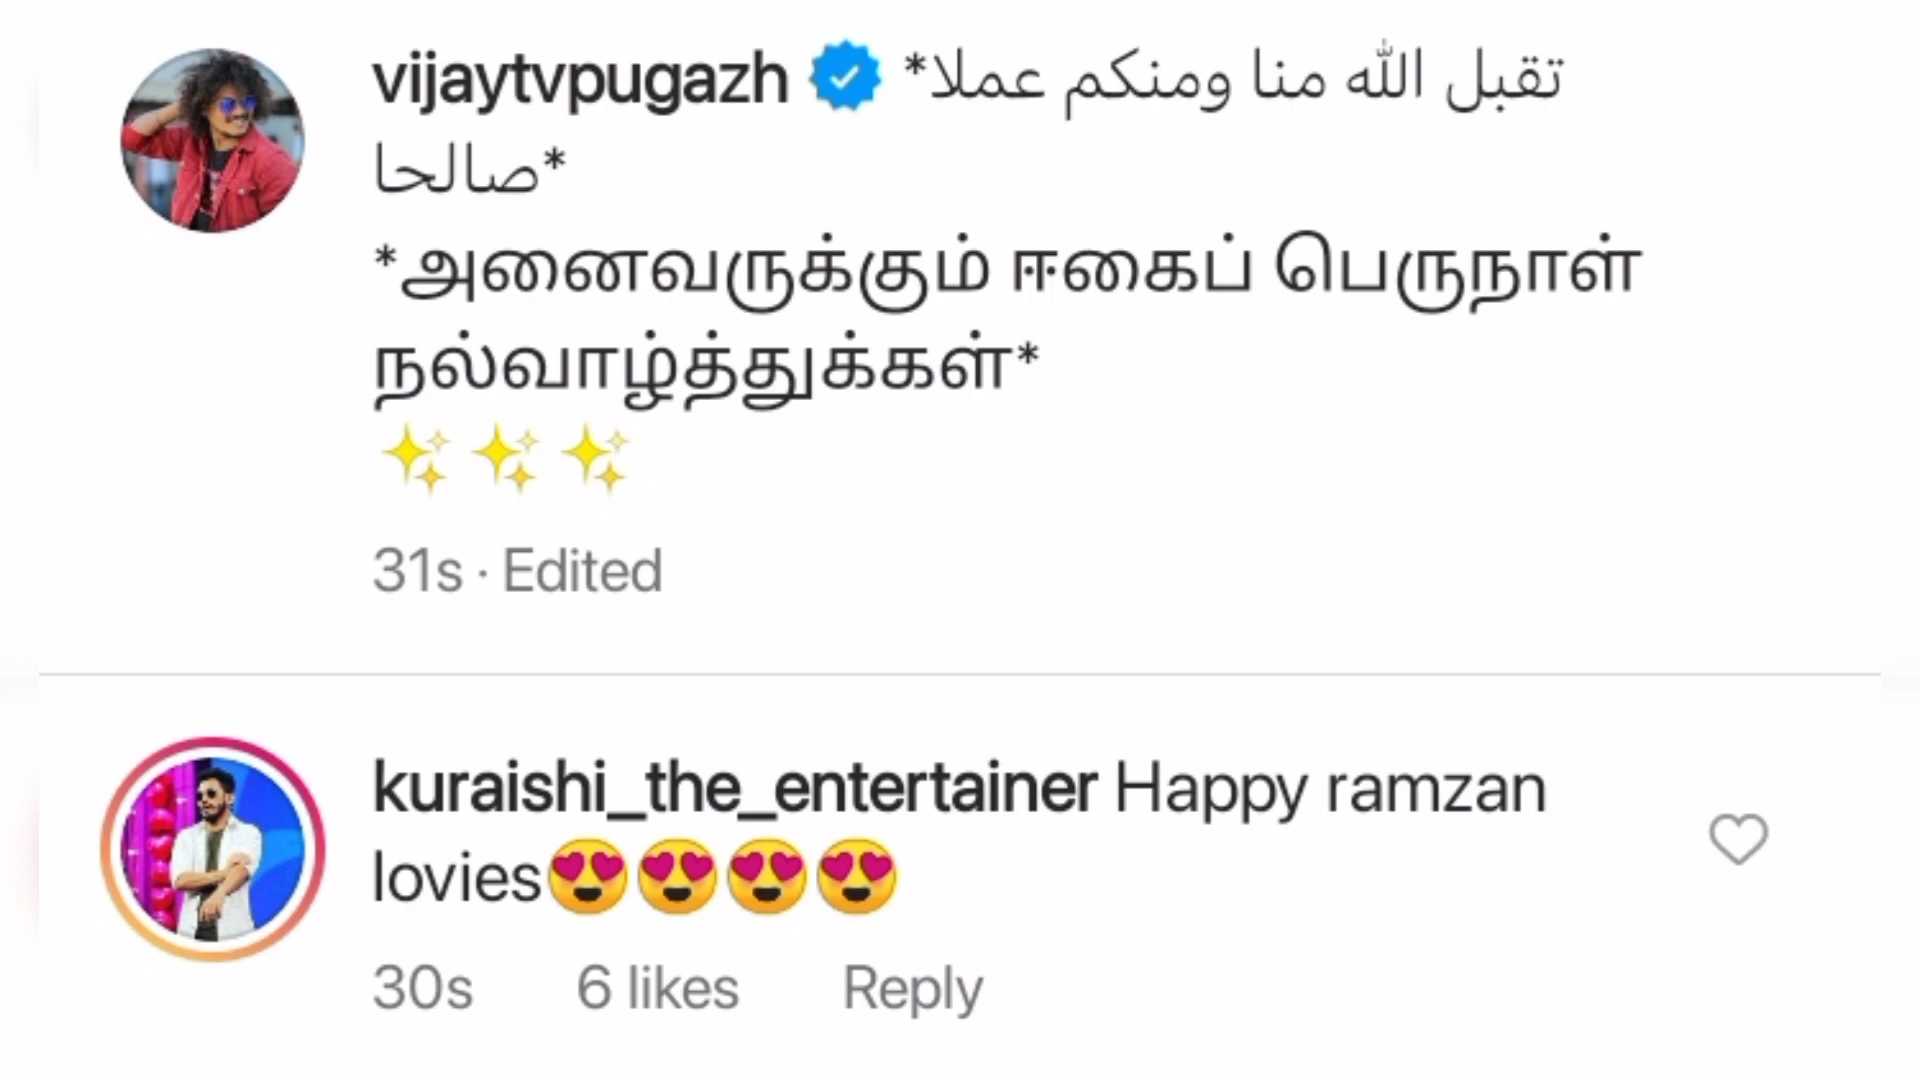 vijaytvpugazh *تقبل الله منا ومنكم عملا
صالحا*
*அனைவருக்கும் ஈகைப் பெருநாள்
நல்வாழ்த்துக்கள்*
✨✨✨
31s · Edited
kuraishi_the_entertainer Happy ramzan
lovies😍😍😍😍
30s 6 likes Reply